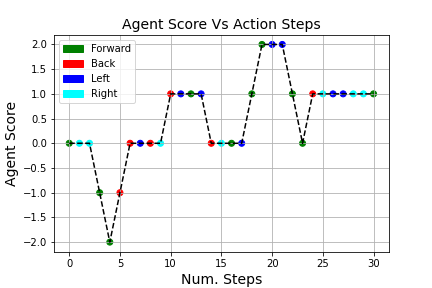 Agent Score Vs Action Steps
Agent Score
2.0
1.5
1.0
0.5
0.0
−0.5
−1.0
−1.5
−2.0
Forward
Back
Left
Right
0 5 10 15 20 25 30
Num. Steps